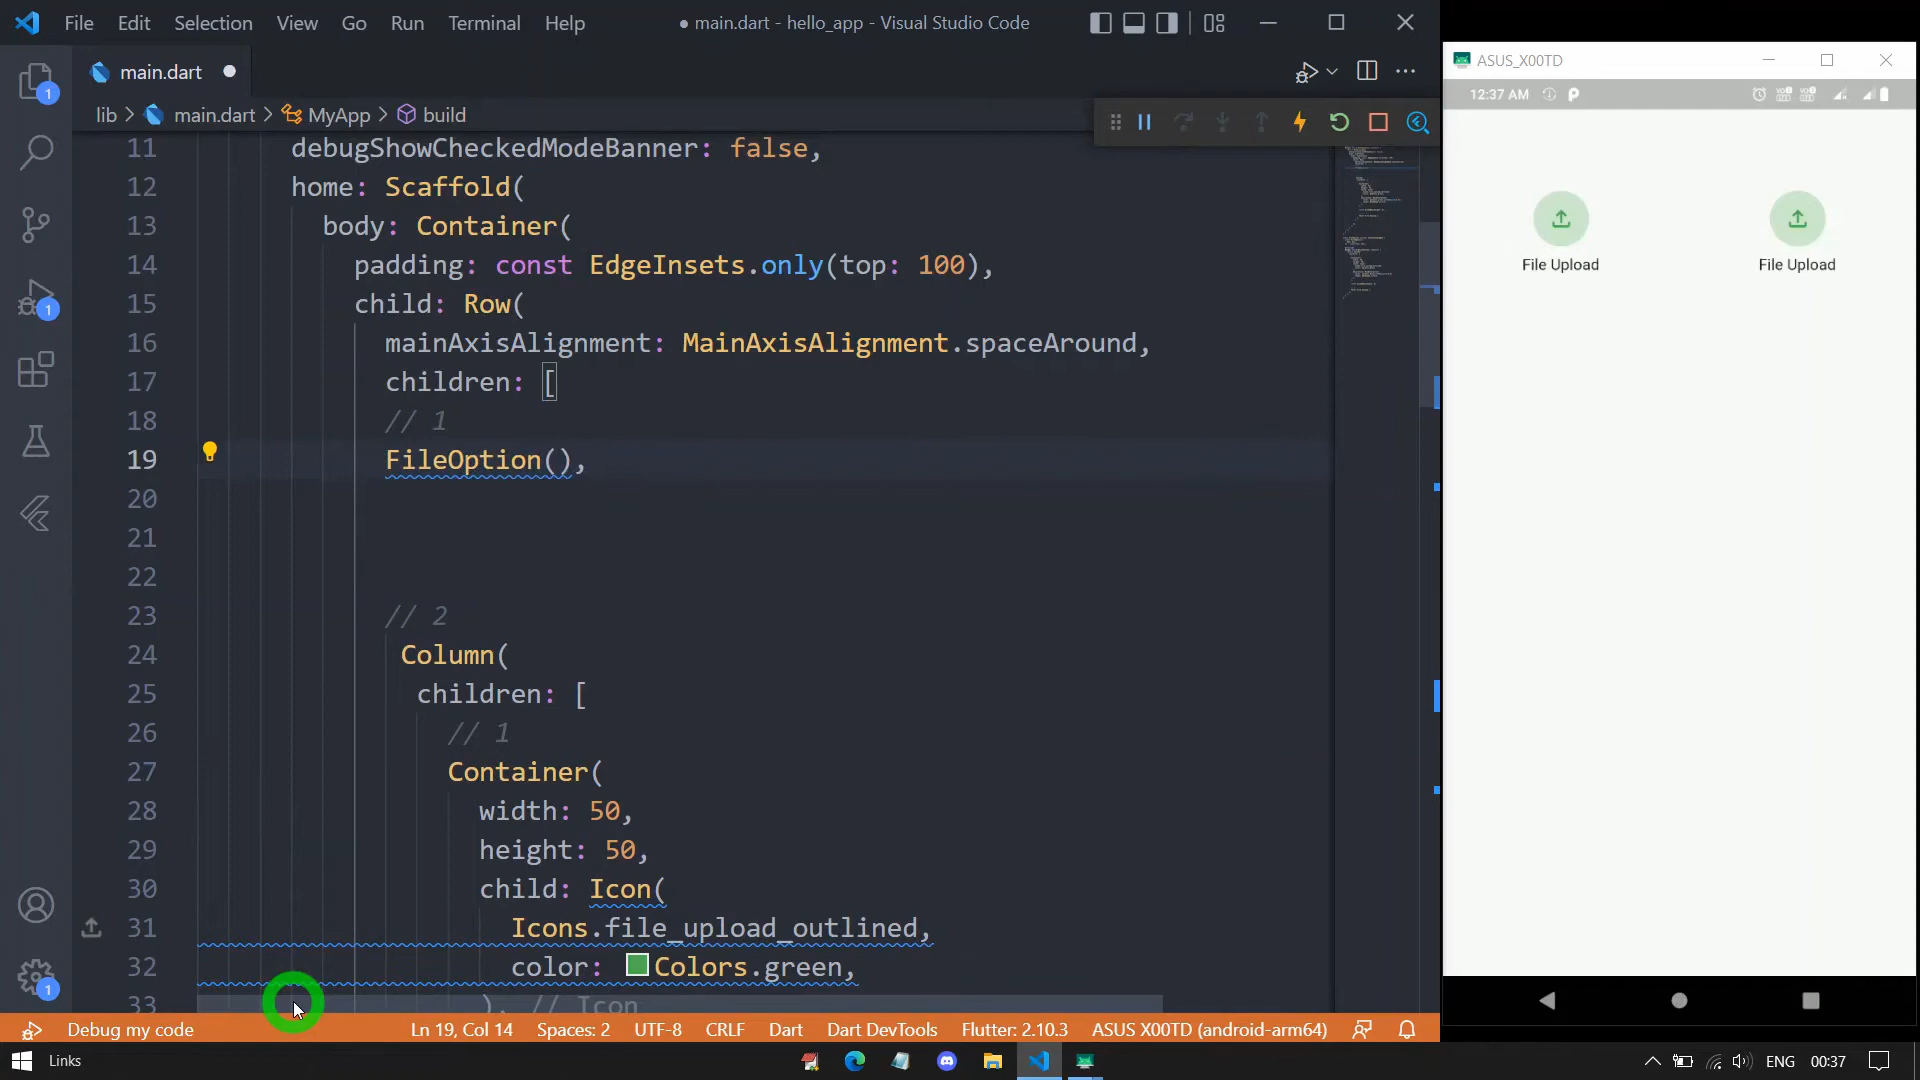 File Edit Selection View Go Run Terminal Help
● main.dart - hello_app - Visual Studio Code
main.dart
lib > main.dart > MyApp > build
11 debugShowCheckedModeBanner: false,
12 home: Scaffold(
13 body: Container(
14 padding: const EdgeInsets.only(top: 100),
15 child: Row(
16 mainAxisAlignment: MainAxisAlignment.spaceAround,
17 children: [
18 // 1
19 FileOption(),
20
21
22
23 // 2
24 Column(
25 children: [
26 // 1
27 Container(
28 width: 50,
29 height: 50,
30 child: Icon(
31 Icons.file_upload_outlined,
32 color: Colors.green,
33 ), // Icon
1
1
1
Debug my code
Ln 19, Col 14 Spaces: 2 UTF-8 CRLF Dart Dart DevTools Flutter: 2.10.3 ASUS X00TD (android-arm64)
ASUS_X00TD
12:37 AM
File Upload File Upload
Links
ENG 00:37